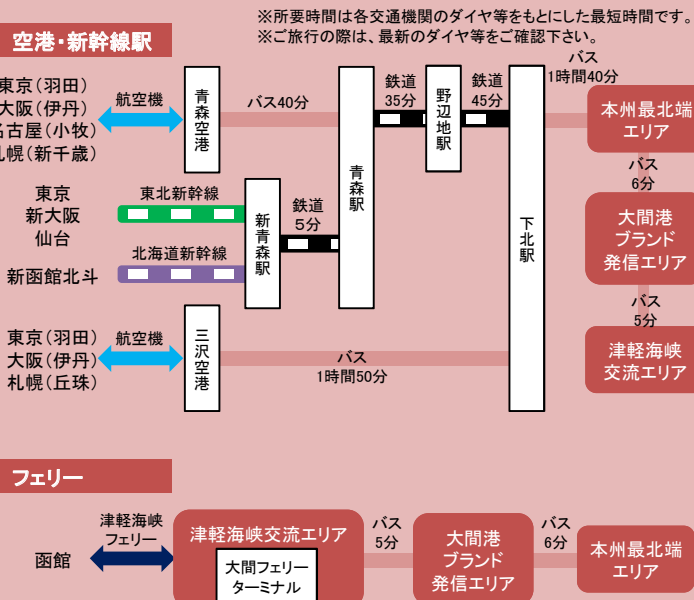 ※所要時間は各交通機関のダイヤ等をもとにした最短時間です。
※ご旅行の際は、最新のダイヤ等をご確認下さい。
空港・新幹線駅
東京(羽田)
大阪(伊丹)
名古屋(小牧)
札幌(新千歳)
航空機
青森空港
バス40分
青森駅
鉄道
35分
野辺地駅
鉄道
45分
下北駅
バス
1時間40分
本州最北端
エリア
バス
6分
大間港
ブランド
発信エリア
バス
5分
津軽海峡
交流エリア
東京
新大阪
仙台
東北新幹線
新函館北斗
北海道新幹線
新青森駅
鉄道
5分
東京(羽田)
大阪(伊丹)
札幌(丘珠)
航空機
三沢空港
バス
1時間50分
フェリー
函館
津軽海峡
フェリー
津軽海峡交流エリア
大間フェリー
ターミナル
バス
5分
大間港
ブランド
発信エリア
バス
6分
本州最北端
エリア